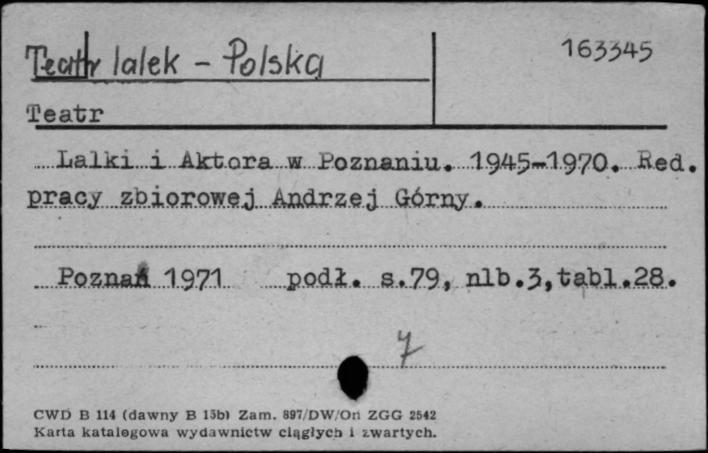 Teatr lalek - Polska
163345
Teatr
Lalki i Aktora w Poznaniu. 1945-1970. Red.
pracy zbiorowej Andrzej Górny.
Poznań 1971 podł. s.79, nlb.3,tabl.28.
7
CWD B 114 (dawny B 15b) Zam. 897/DW/On ZGG 2542
Karta katalogowa wydawnictw ciągłych i zwartych.